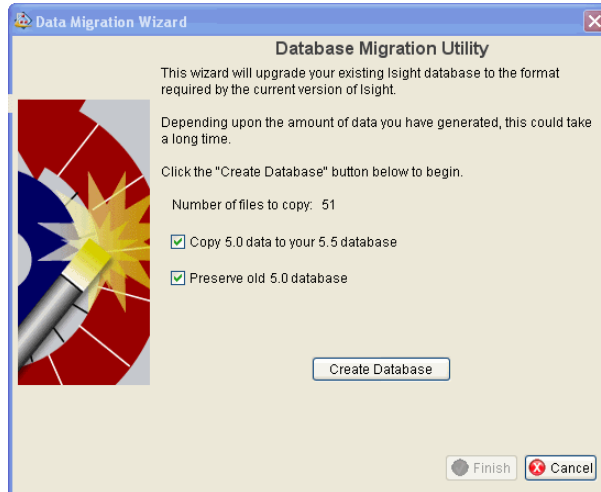 Data Migration Wizard
Database Migration Utility
This wizard will upgrade your existing Isight database to the format
required by the current version of Isight.
Depending upon the amount of data you have generated, this could take
a long time.
Click the "Create Database" button below to begin.
Number of files to copy: 51
Copy 5.0 data to your 5.5 database
Preserve old 5.0 database
Create Database
Finish
Cancel